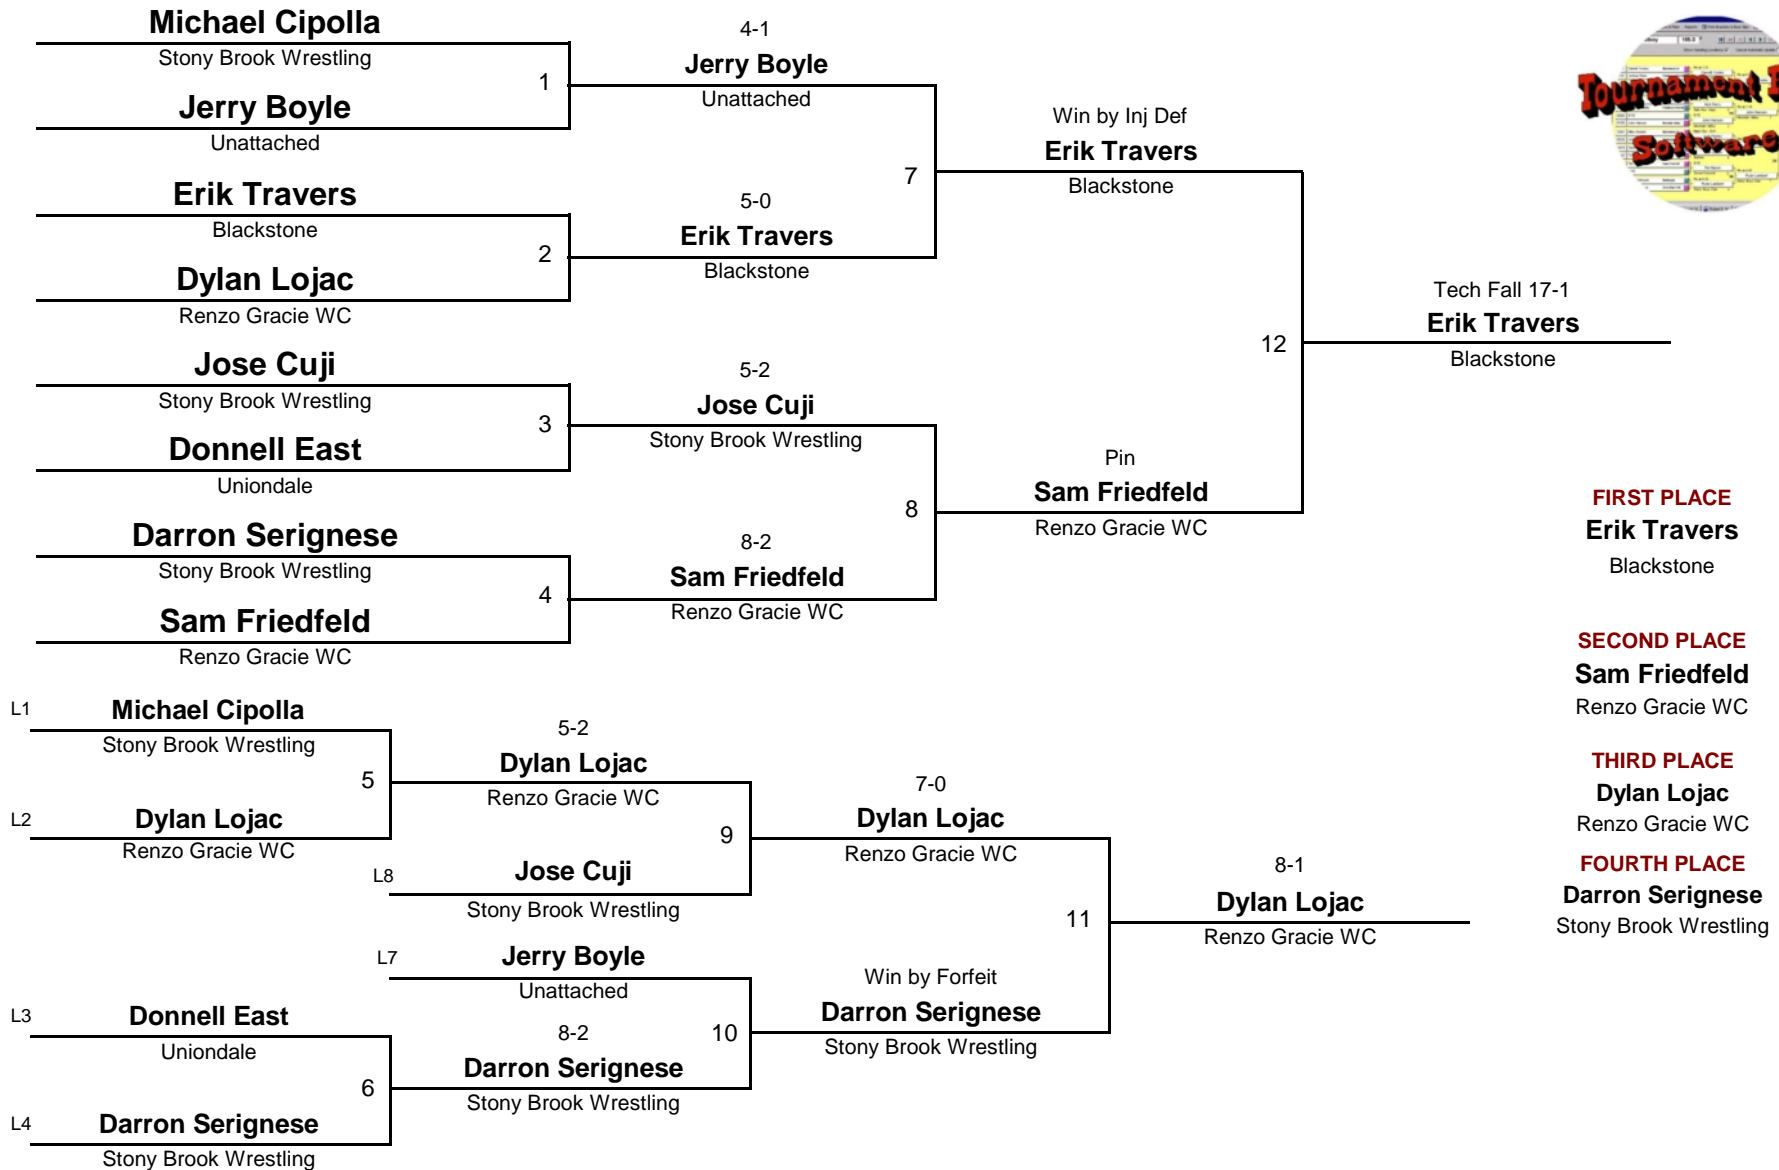 Michael Cipolla
Stony Brook Wrestling
1
Jerry Boyle
Unattached
4-1
Jerry Boyle
Unattached
Erik Travers
Blackstone
2
Dylan Lojac
Renzo Gracie WC
5-0
Erik Travers
Blackstone
7
Win by Inj Def
Erik Travers
Blackstone
Jose Cuji
Stony Brook Wrestling
3
Donnell East
Uniondale
5-2
Jose Cuji
Stony Brook Wrestling
Darron Serignese
Stony Brook Wrestling
4
Sam Friedfeld
Renzo Gracie WC
8-2
Sam Friedfeld
Renzo Gracie WC
8
Pin
Sam Friedfeld
Renzo Gracie WC
12
Tech Fall 17-1
Erik Travers
Blackstone
Tournament
Software
FIRST PLACE
Erik Travers
Blackstone
SECOND PLACE
Sam Friedfeld
Renzo Gracie WC
THIRD PLACE
Dylan Lojac
Renzo Gracie WC
FOURTH PLACE
Darron Serignese
Stony Brook Wrestling
L1
Michael Cipolla
Stony Brook Wrestling
5
L2
Dylan Lojac
Renzo Gracie WC
5-2
Dylan Lojac
Renzo Gracie WC
9
L8
Jose Cuji
Stony Brook Wrestling
7-0
Dylan Lojac
Renzo Gracie WC
L7
Jerry Boyle
Unattached
L3
Donnell East
Uniondale
6
L4
Darron Serignese
Stony Brook Wrestling
8-2
Darron Serignese
Stony Brook Wrestling
10
Win by Forfeit
Darron Serignese
Stony Brook Wrestling
11
8-1
Dylan Lojac
Renzo Gracie WC